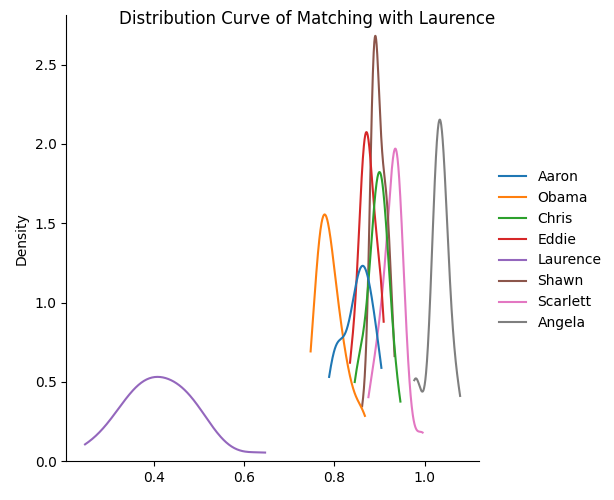 Distribution Curve of Matching with Laurence
Density
2.5
2.0
1.5
1.0
0.5
0.0
0.4 0.6 0.8 1.0
Aaron
Obama
Chris
Eddie
Laurence
Shawn
Scarlett
Angela